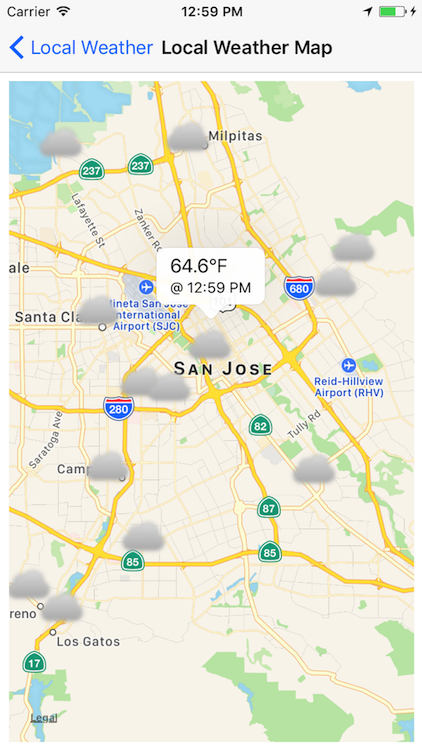 Carrier 12:59 PM
Local Weather Local Weather Map
Milpitas
237
237
Lafayette St
Zanker
ale
64.6°F
@ 12:59 PM
680
101
Santa Cla
Mineta San Jose
International
Airport (SJC)
SAN JOSE
Reid-Hillview
Airport (RHV)
280
82
Tully Rd
Saratoga Ave
Camp
87
85
85
reno
Los Gatos
17
Legal